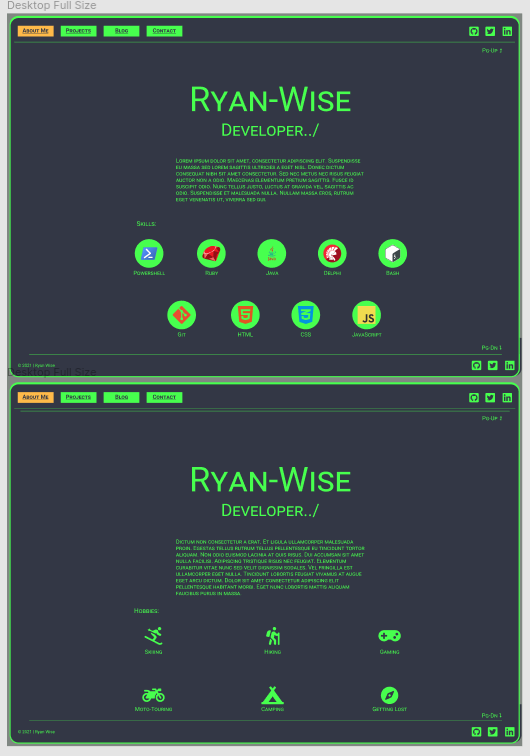 Desktop Full Size
About Me Projects Blog Contact
Pg-Up ↥
Ryan-Wise
Developer../
Lorem ipsum dolor sit amet, consectetur adipiscing elit. Suspendisse
eu massa sed lorem sagittis ultricies a eget nisl. Donec dictum
consequat nibh sit amet consectetur. Sed nec metus nec risus feugiat
auctor non a odio. Maecenas elementum pretium sagittis. Fusce id
suscipit odio. Nunc tellus justo, luctus at gravida vel, sagittis ac
odio. Suspendisse et malesuada nulla. Nullam massa eros, rutrum
eget venenatis ut, viverra sed dui.
Skills:
Powershell Ruby Java Delphi Bash
JS
Git HTML CSS JavaScript
Pg-Dn ↧
© 2021 | Ryan Wise
Desktop Full Size
About Me Projects Blog Contact
Pg-Up ↥
Ryan-Wise
Developer../
Dictum non consectetur a erat. Et ligula ullamcorper malesuada
proin. Egestas tellus rutrum tellus pellentesque eu tincidunt tortor
aliquam. Non odio euismod lacinia at quis risus. Dui accumsan sit amet
nulla facilisi. Adipiscing tristique risus nec feugiat. Elementum
curabitur vitae nunc sed velit dignissim sodales. Vel fringilla est
ullamcorper eget nulla. Tincidunt lobortis feugiat vivamus at augue
eget arcu dictum. Dolor sit amet consectetur adipiscing elit
pellentesque habitant morbi. Eget nunc lobortis mattis aliquam
faucibus purus in massa.
Hobbies:
Skiing Hiking Gaming
Moto-Touring Camping Getting Lost
Pg-Dn ↧
© 2021 | Ryan Wise